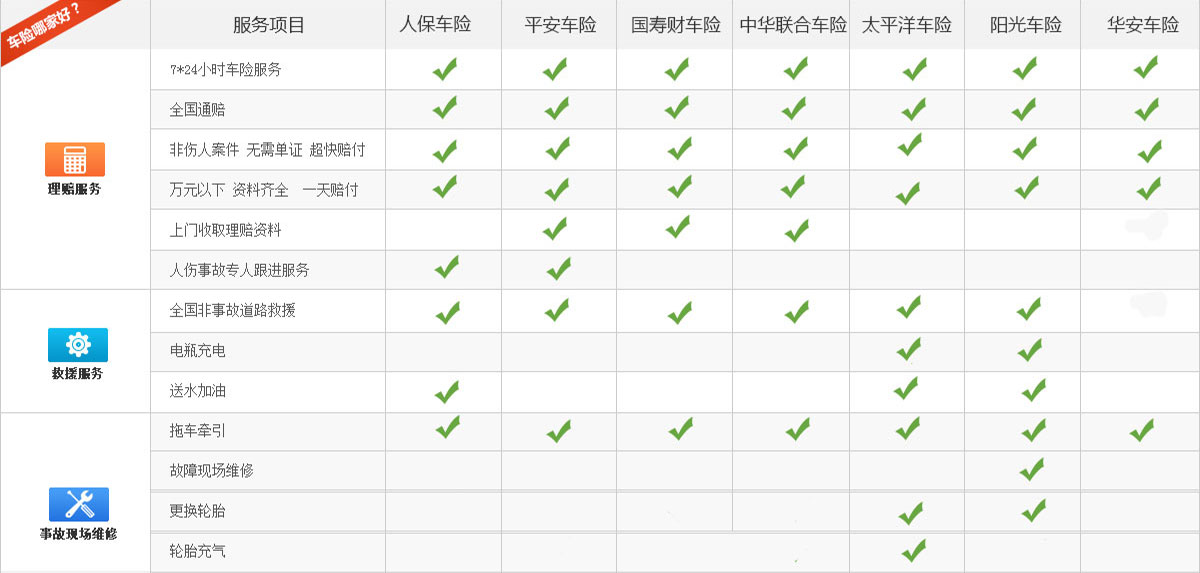 车险哪家好？
服务项目 人保车险 平安车险 国寿财车险 中华联合车险 太平洋车险 阳光车险 华安车险
7*24小时车险服务
全国通赔
非伤人案件 无需单证 超快赔付
理赔服务
万元以下 资料齐全 一天赔付
上门收取理赔资料
人伤事故专人跟进服务
全国非事故道路救援
电瓶充电
救援服务
送水加油
拖车牵引
故障现场维修
更换轮胎
事故现场维修
轮胎充气